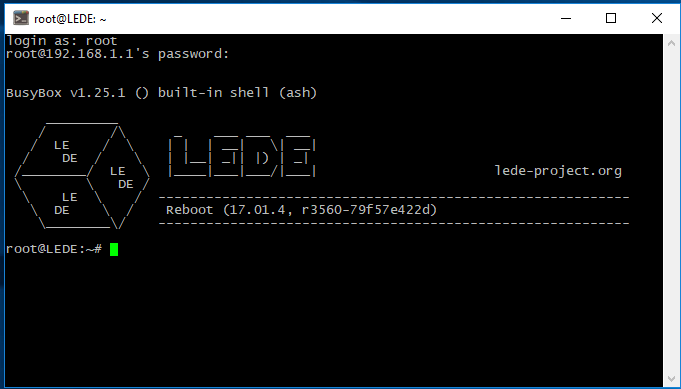 root@LEDE: ~
login as: root
root@192.168.1.1's password:
BusyBox v1.25.1 () built-in shell (ash)
LE
DE
LE
DE
LE
DE
LEDE
lede-project.org
Reboot (17.01.4, r3560-79f57e422d)
root@LEDE:~#